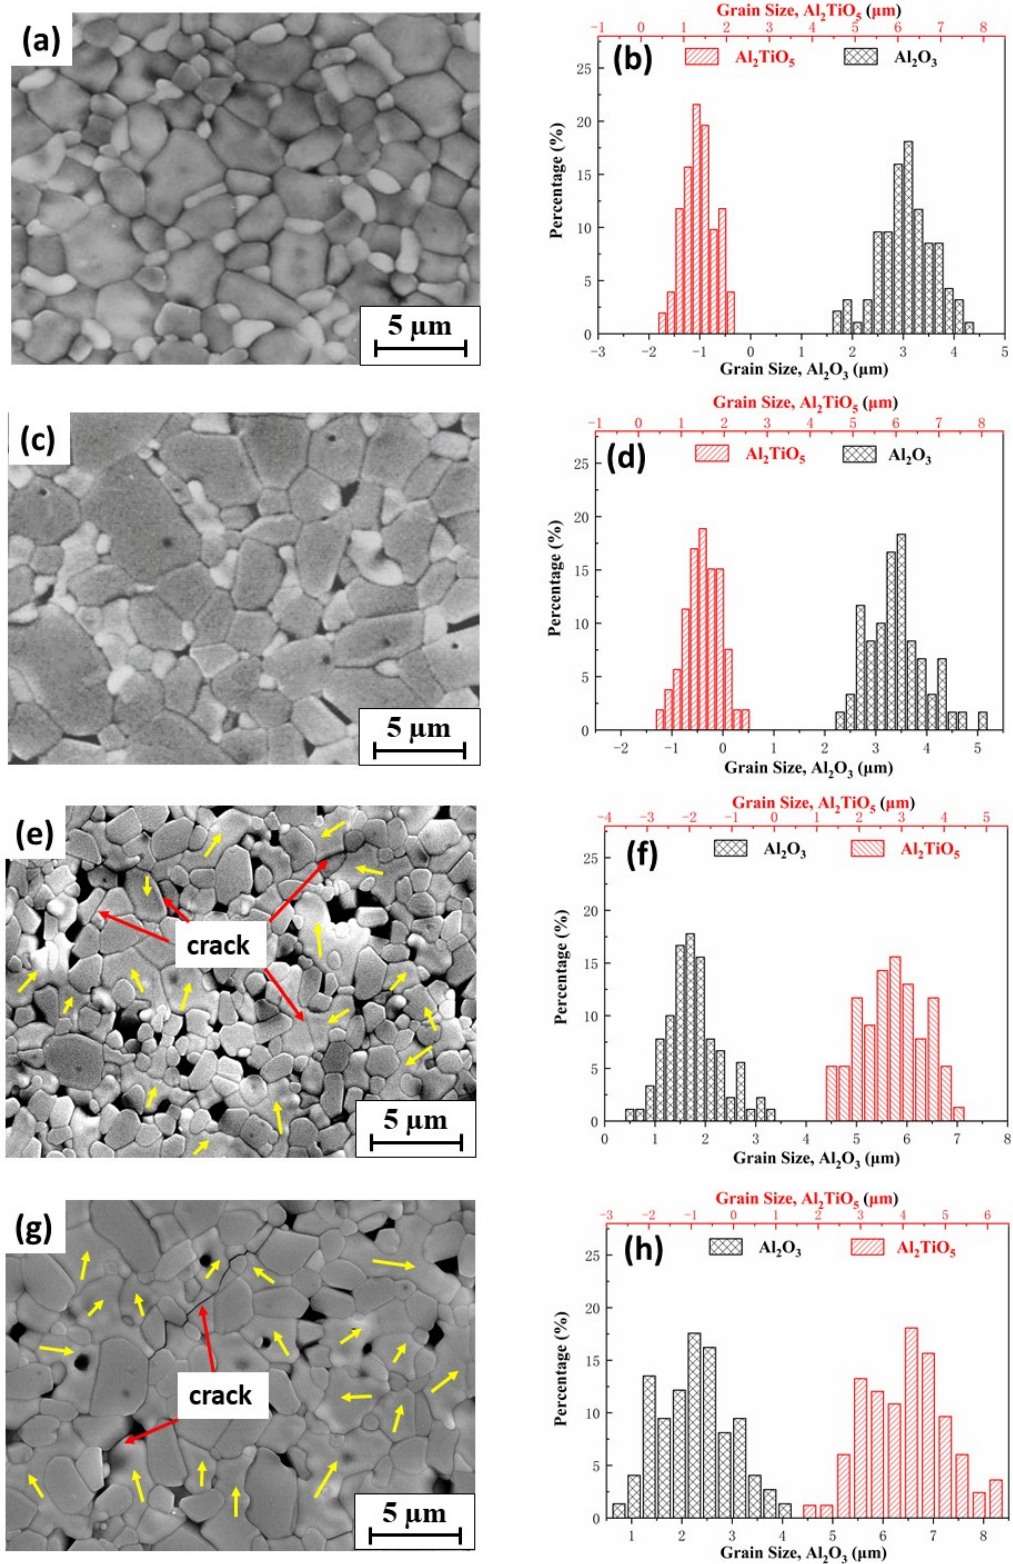 (a)
5 μm
Grain Size, Al₂TiO₅ (μm)
-1 0 1 2 3 4 5 6 7 8
(b) Al₂TiO₅ Al₂O₃
Percentage (%)
25
20
15
10
5
0
-3 -2 -1 0 1 2 3 4 5
Grain Size, Al₂O₃ (μm)
(c)
5 μm
Grain Size, Al₂TiO₅ (μm)
-1 0 1 2 3 4 5 6 7 8
(d) Al₂TiO₅ Al₂O₃
Percentage (%)
25
20
15
10
5
0
-2 -1 0 1 2 3 4 5
Grain Size, Al₂O₃ (μm)
(e)
crack
5 μm
Grain Size, Al₂TiO₅ (μm)
-4 -3 -2 -1 0 1 2 3 4 5
(f) Al₂O₃ Al₂TiO₅
Percentage (%)
25
20
15
10
5
0
0 1 2 3 4 5 6 7 8
Grain Size, Al₂O₃ (μm)
(g)
crack
5 μm
Grain Size, Al₂TiO₅ (μm)
-3 -2 -1 0 1 2 3 4 5 6
(h) Al₂O₃ Al₂TiO₅
Percentage (%)
25
20
15
10
5
0
1 2 3 4 5 6 7 8
Grain Size, Al₂O₃ (μm)